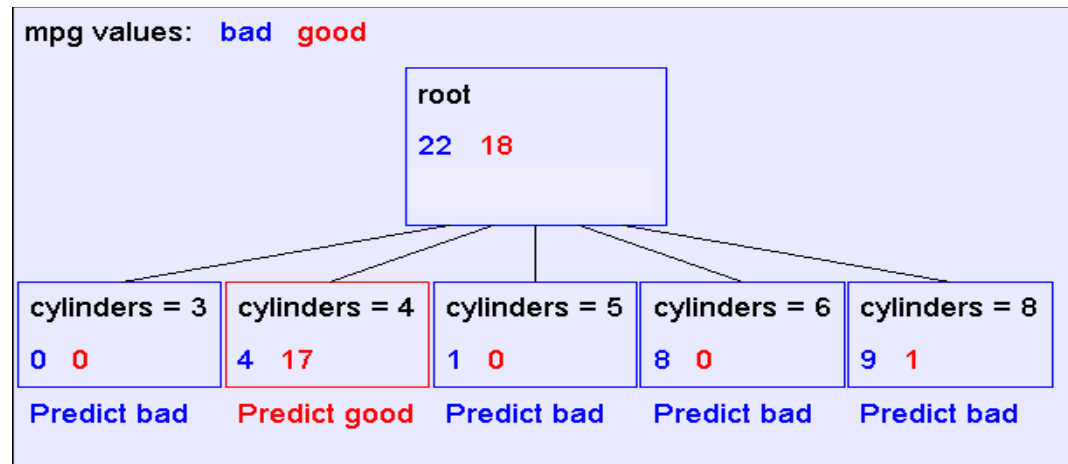 mpg values: bad good
root
22 18
cylinders = 3
0 0
Predict bad
cylinders = 4
4 17
Predict good
cylinders = 5
1 0
Predict bad
cylinders = 6
8 0
Predict bad
cylinders = 8
9 1
Predict bad